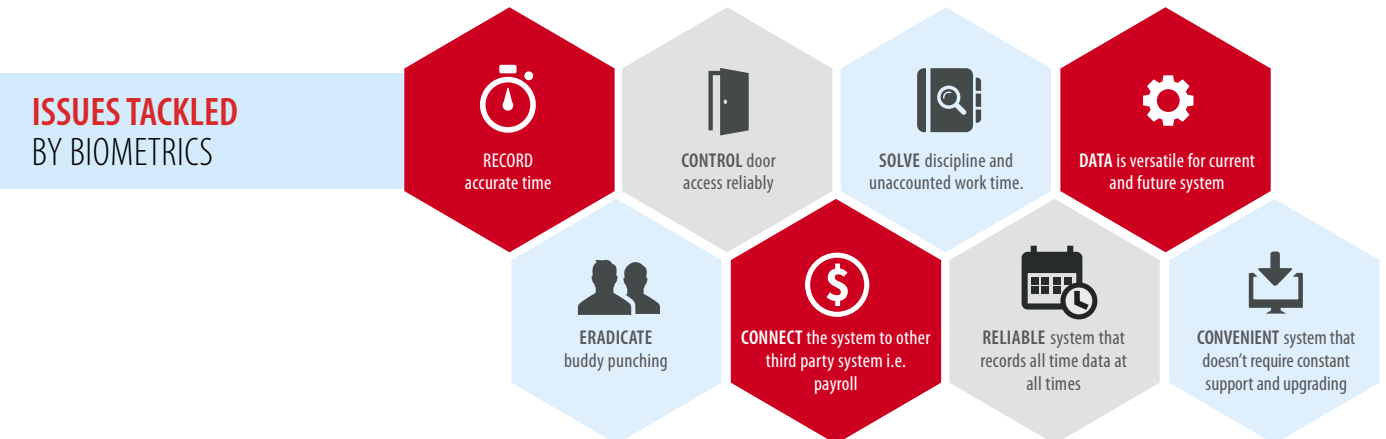 ISSUES TACKLED
BY BIOMETRICS
RECORD
accurate time
CONTROL door
access reliably
SOLVE discipline and
unaccounted work time.
DATA is versatile for current
and future system
ERADICATE
buddy punching
CONNECT the system to other
third party system i.e.
payroll
RELIABLE system that
records all time data at
all times
CONVENIENT system that
doesn’t require constant
support and upgrading